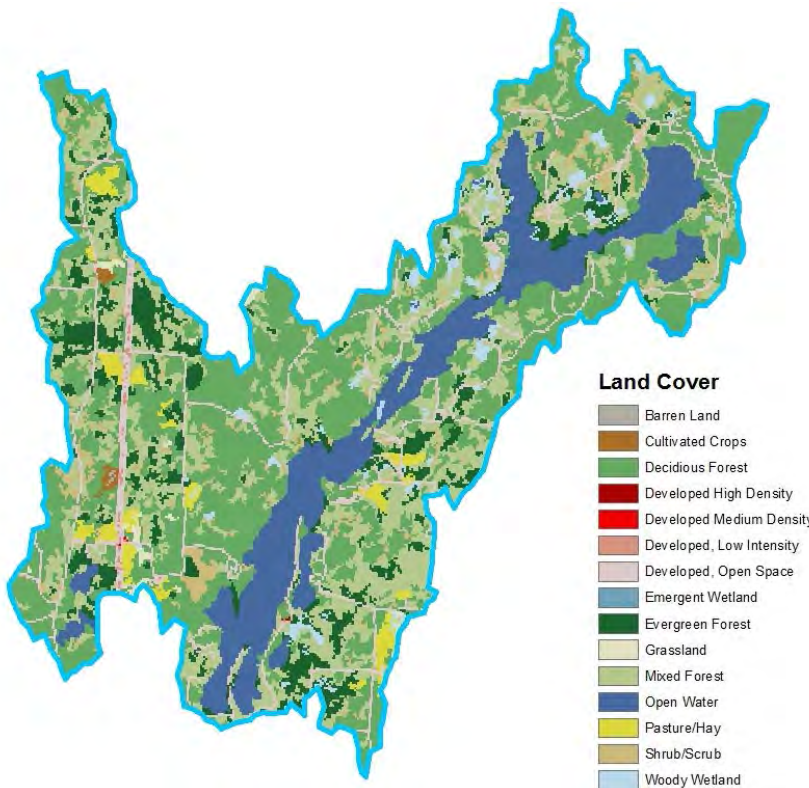 Land Cover
Barren Land
Cultivated Crops
Decidious Forest
Developed High Density
Developed Medium Density
Developed, Low Intensity
Developed, Open Space
Emergent Wetland
Evergreen Forest
Grassland
Mixed Forest
Open Water
Pasture/Hay
Shrub/Scrub
Woody Wetland